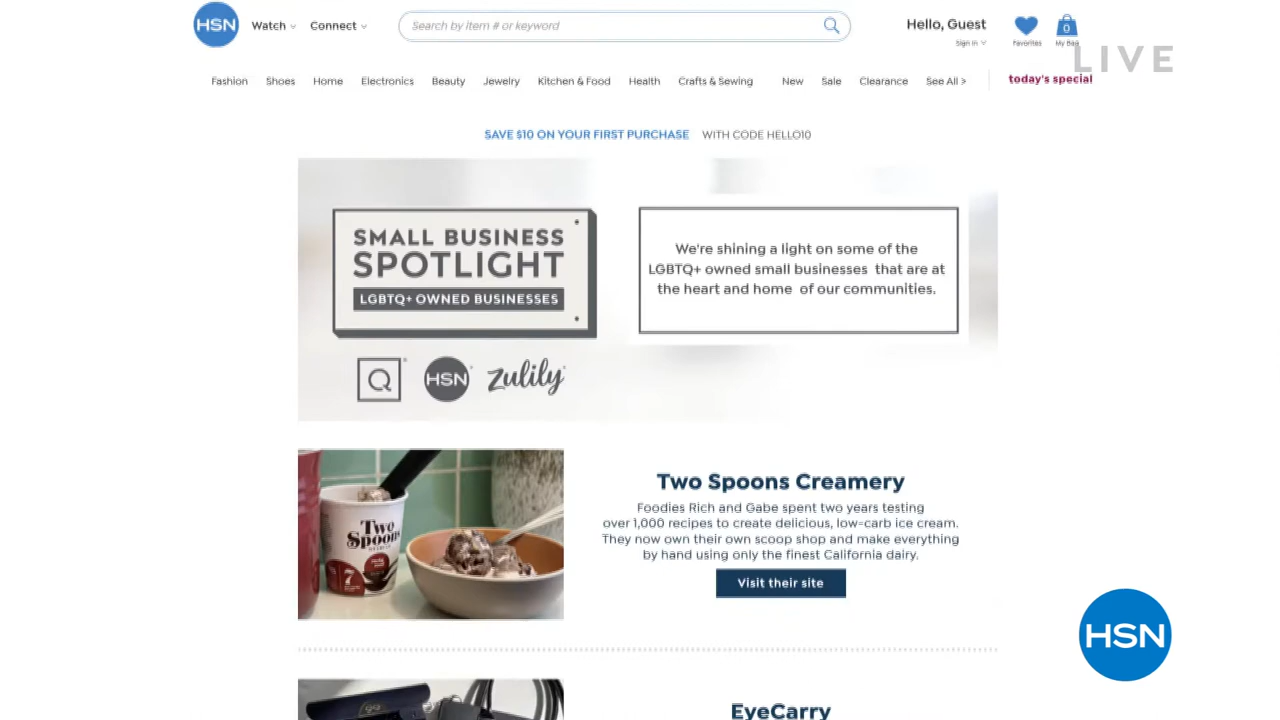 HSN
Watch
Connect
Search by item # or keyword
Hello, Guest
Sign In
Favorites
0
My Bag
LIVE
Fashion
Shoes
Home
Electronics
Beauty
Jewelry
Kitchen & Food
Health
Crafts & Sewing
New
Sale
Clearance
See All >
today's special
SAVE $10 ON YOUR FIRST PURCHASE WITH CODE HELLO10
SMALL BUSINESS
SPOTLIGHT
LGBTQ+ OWNED BUSINESSES
We're shining a light on some of the
LGBTQ+ owned small businesses that are at
the heart and home of our communities.
Q
HSN
zulily
Two
Spoons
7
Two Spoons Creamery
Foodies Rich and Gabe spent two years testing
over 1,000 recipes to create delicious, low-carb ice cream.
They now own their own scoop shop and make everything
by hand using only the finest California dairy.
Visit their site
HSN
EyeCarry